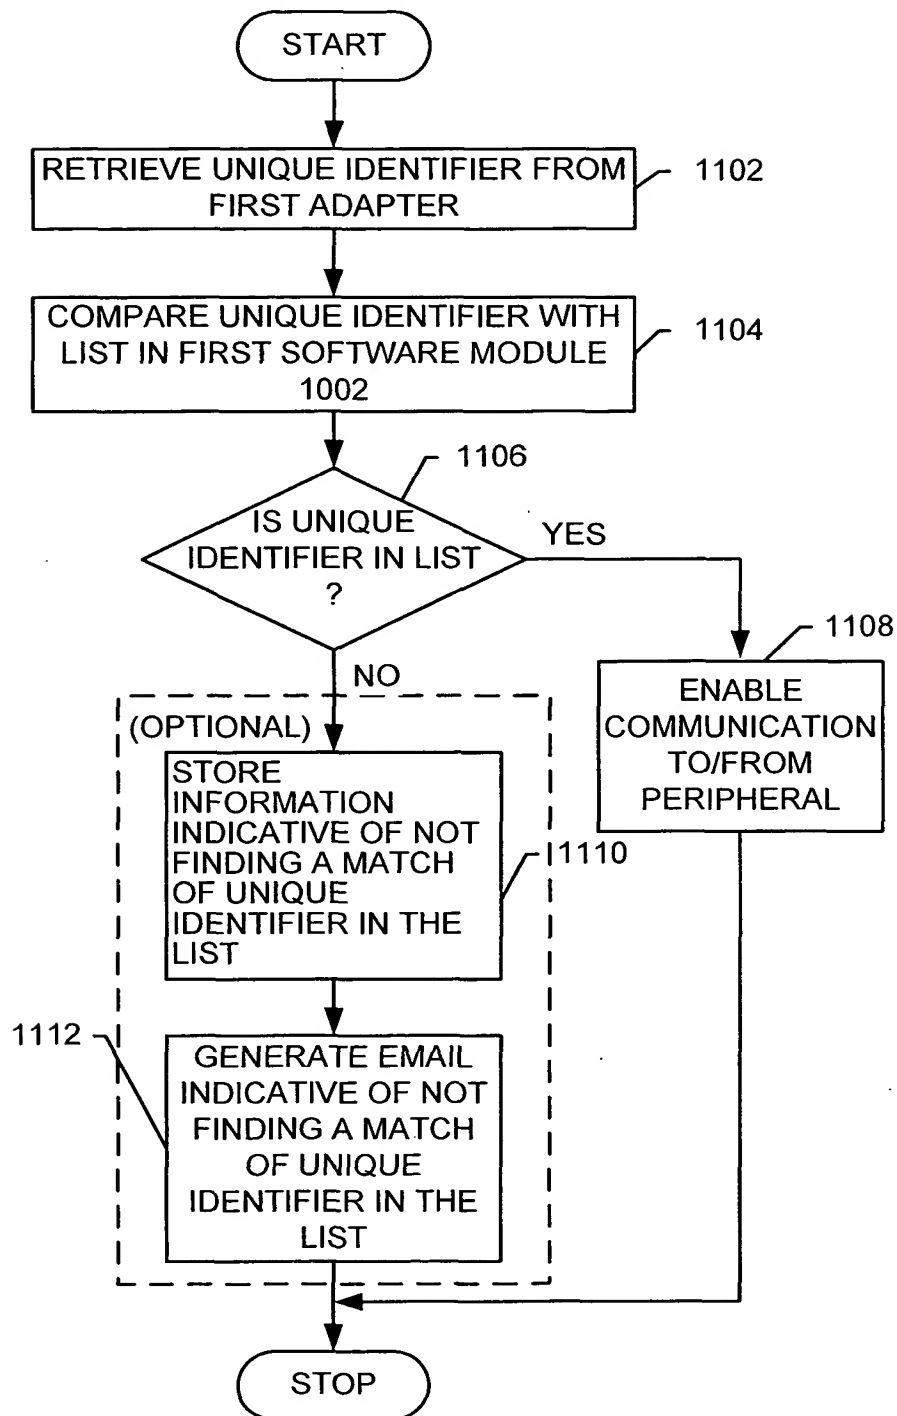 START
RETRIEVE UNIQUE IDENTIFIER FROM
FIRST ADAPTER
1102
COMPARE UNIQUE IDENTIFIER WITH
LIST IN FIRST SOFTWARE MODULE
1002
1104
1106
IS UNIQUE
IDENTIFIER IN LIST
?
YES
1108
ENABLE
COMMUNICATION
TO/FROM
PERIPHERAL
NO
(OPTIONAL)
STORE
INFORMATION
INDICATIVE OF NOT
FINDING A MATCH
OF UNIQUE
IDENTIFIER IN THE
LIST
1110
1112
GENERATE EMAIL
INDICATIVE OF NOT
FINDING A MATCH
OF UNIQUE
IDENTIFIER IN THE
LIST
STOP